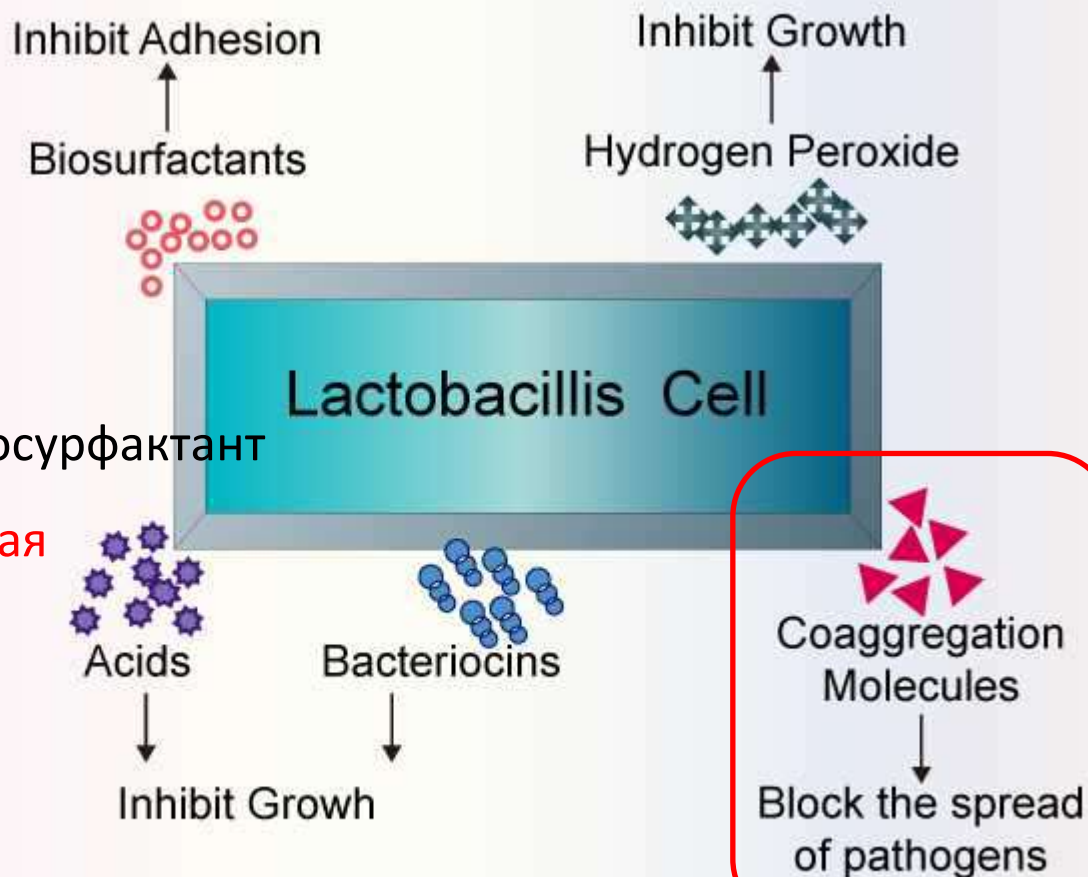 Inhibit Adhesion
Inhibit Growth
Biosurfactants
Hydrogen Peroxide
Lactobacillis Cell
осурфактант
ая
Acids
Bacteriocins
Coaggregation
Molecules
Inhibit Growh
Block the spread
of pathogens